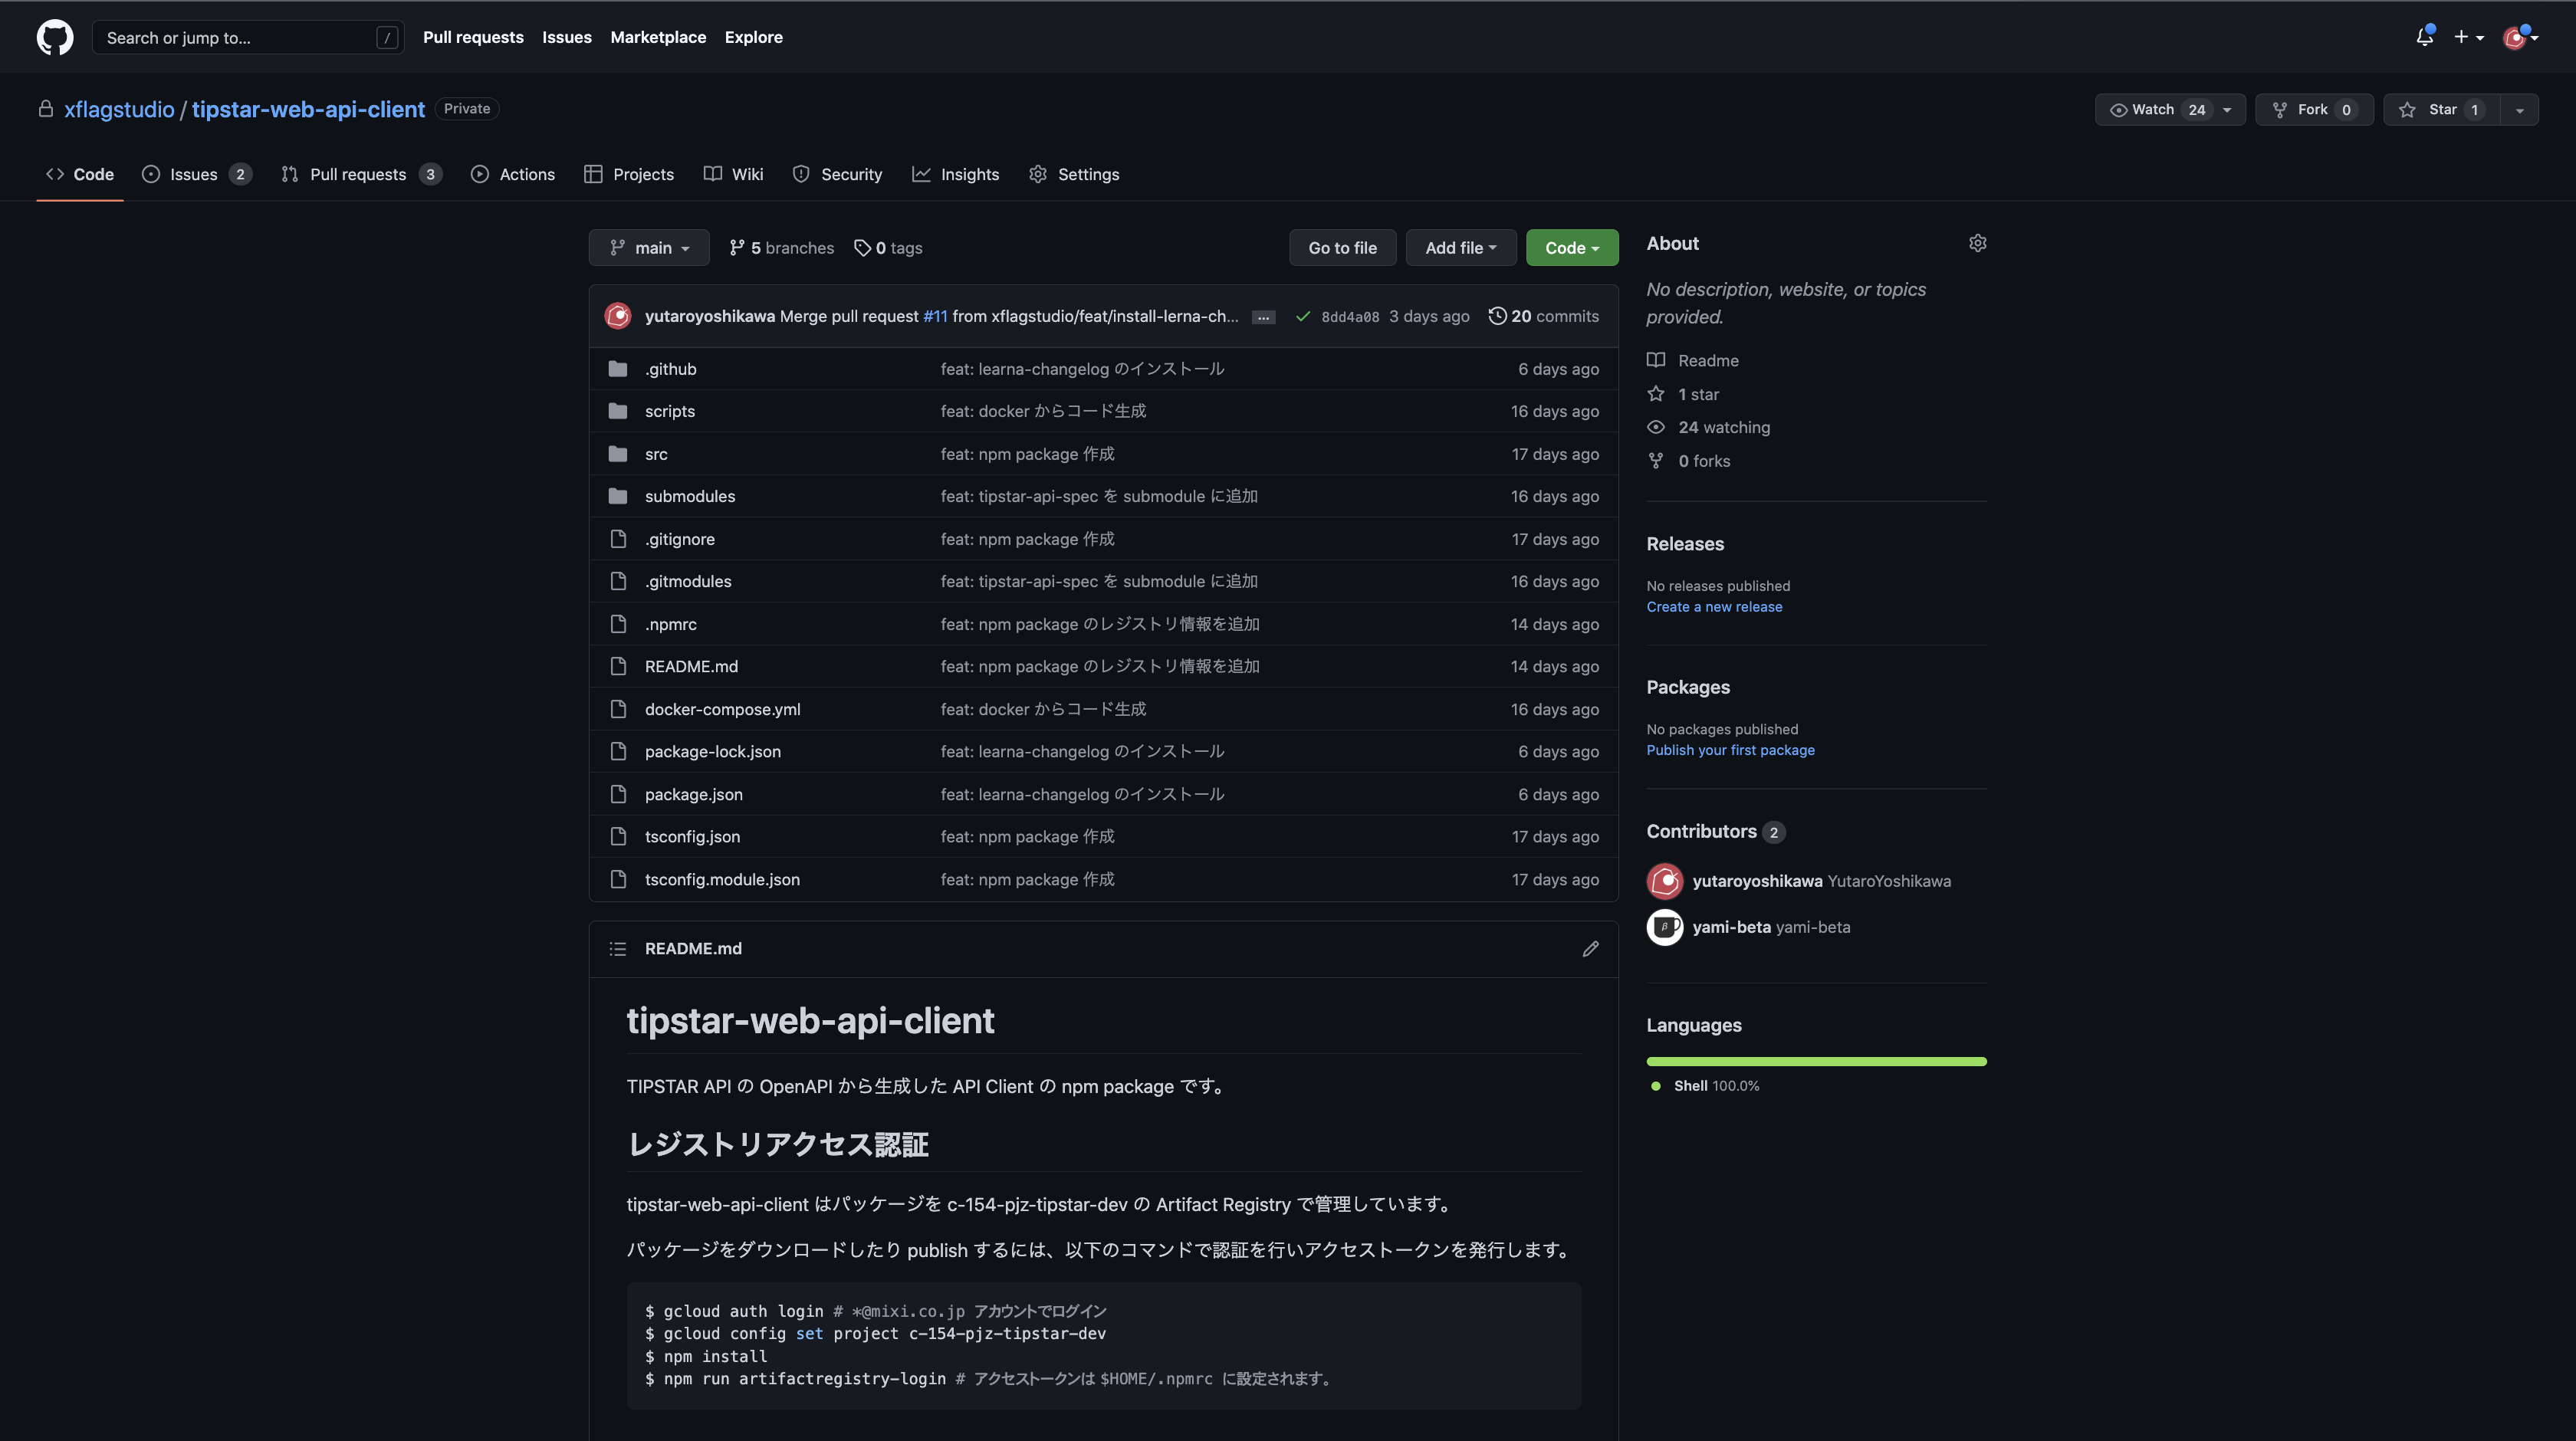 Search or jump to... /
Pull requests Issues Marketplace Explore
xflagstudio / tipstar-web-api-client Private
Watch 24 Fork 0 Star 1
Code Issues 2 Pull requests 3 Actions Projects Wiki Security Insights Settings
main 5 branches 0 tags Go to file Add file Code
yutaroyoshikawa Merge pull request #11 from xflagstudio/feat/install-lerna-ch... ... 8dd4a08 3 days ago 20 commits
.github feat: learna-changelog のインストール 6 days ago
scripts feat: docker からコード生成 16 days ago
src feat: npm package 作成 17 days ago
submodules feat: tipstar-api-spec を submodule に追加 16 days ago
.gitignore feat: npm package 作成 17 days ago
.gitmodules feat: tipstar-api-spec を submodule に追加 16 days ago
.npmrc feat: npm package のレジストリ情報を追加 14 days ago
README.md feat: npm package のレジストリ情報を追加 14 days ago
docker-compose.yml feat: docker からコード生成 16 days ago
package-lock.json feat: learna-changelog のインストール 6 days ago
package.json feat: learna-changelog のインストール 6 days ago
tsconfig.json feat: npm package 作成 17 days ago
tsconfig.module.json feat: npm package 作成 17 days ago
README.md
tipstar-web-api-client
TIPSTAR API の OpenAPI から生成した API Client の npm package です。
レジストリアクセス認証
tipstar-web-api-client はパッケージを c-154-pjz-tipstar-dev の Artifact Registry で管理しています。
パッケージをダウンロードしたり publish するには、以下のコマンドで認証を行いアクセストークンを発行します。
$ gcloud auth login # *@mixi.co.jp アカウントでログイン
$ gcloud config set project c-154-pjz-tipstar-dev
$ npm install
$ npm run artifactregistry-login # アクセストークンは $HOME/.npmrc に設定されます。
About
No description, website, or topics
provided.
Readme
1 star
24 watching
0 forks
Releases
No releases published
Create a new release
Packages
No packages published
Publish your first package
Contributors 2
yutaroyoshikawa YutaroYoshikawa
β
yami-beta yami-beta
Languages
Shell 100.0%